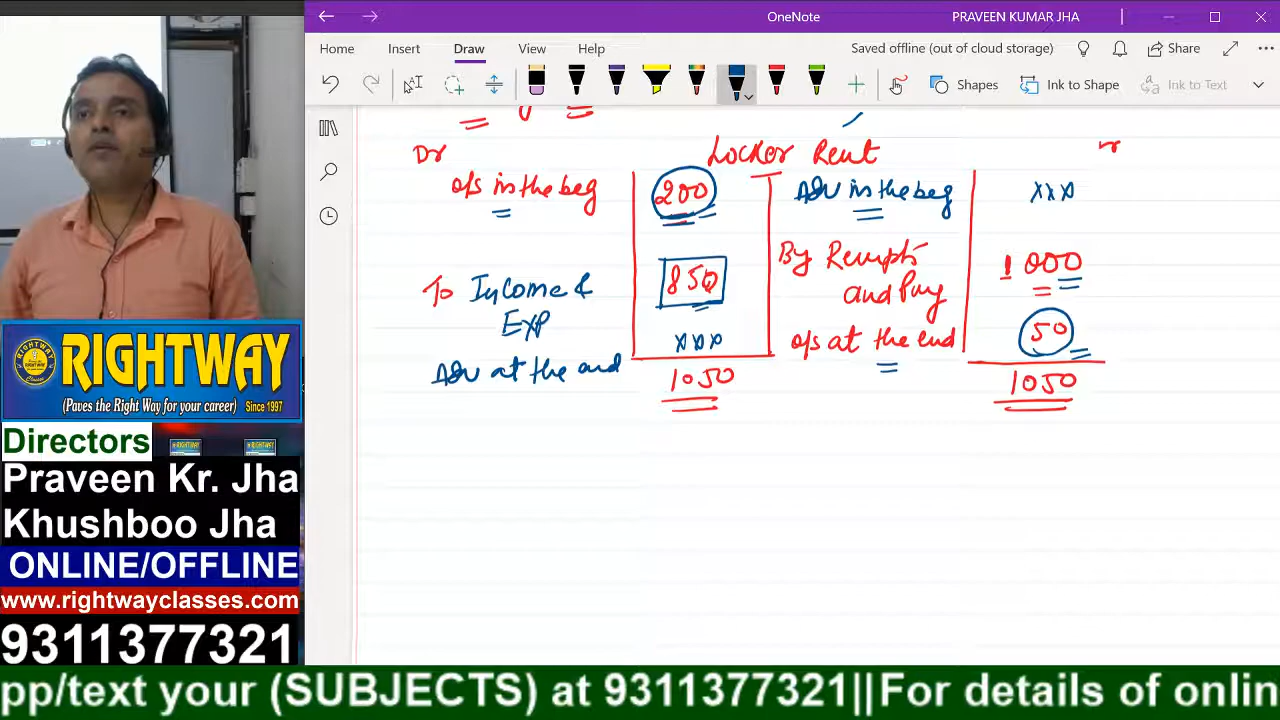 OneNote
PRAVEEN KUMAR JHA
Home Insert Draw View Help
Saved offline (out of cloud storage)
Share
Shapes
Ink to Shape
Ink to Text
Dr Locker Rent
o/s in the beg 200 Adv in the beg xxx
To Income & 850 By Receipts 1000
Exp and Pay
xxx o/s at the end 50
Adv at the end 1050 1050
RIGHTWAY
RIGHTWAY
Classes
(Paves the Right Way for your career) Since 1997
Directors
Praveen Kr. Jha
Khushboo Jha
ONLINE/OFFLINE
www.rightwayclasses.com
9311377321
pp/text your (SUBJECTS) at 9311377321||For details of onlin